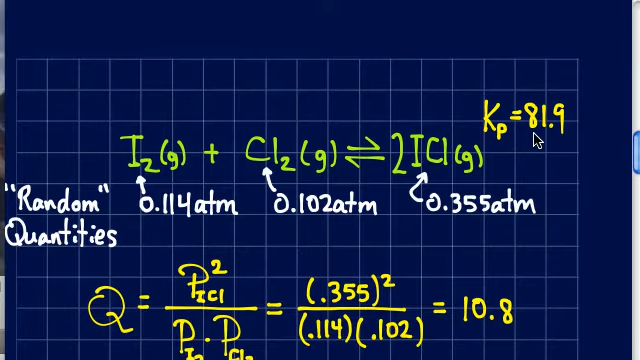 Kp = 81.9
I2(g) + Cl2(g) ⇌ 2ICl(g)
"Random" 0.114atm 0.102atm 0.355atm
Quantities
Q = P²ICl / PI2 · PCl2 = (.355)² / (.114)(.102) = 10.8